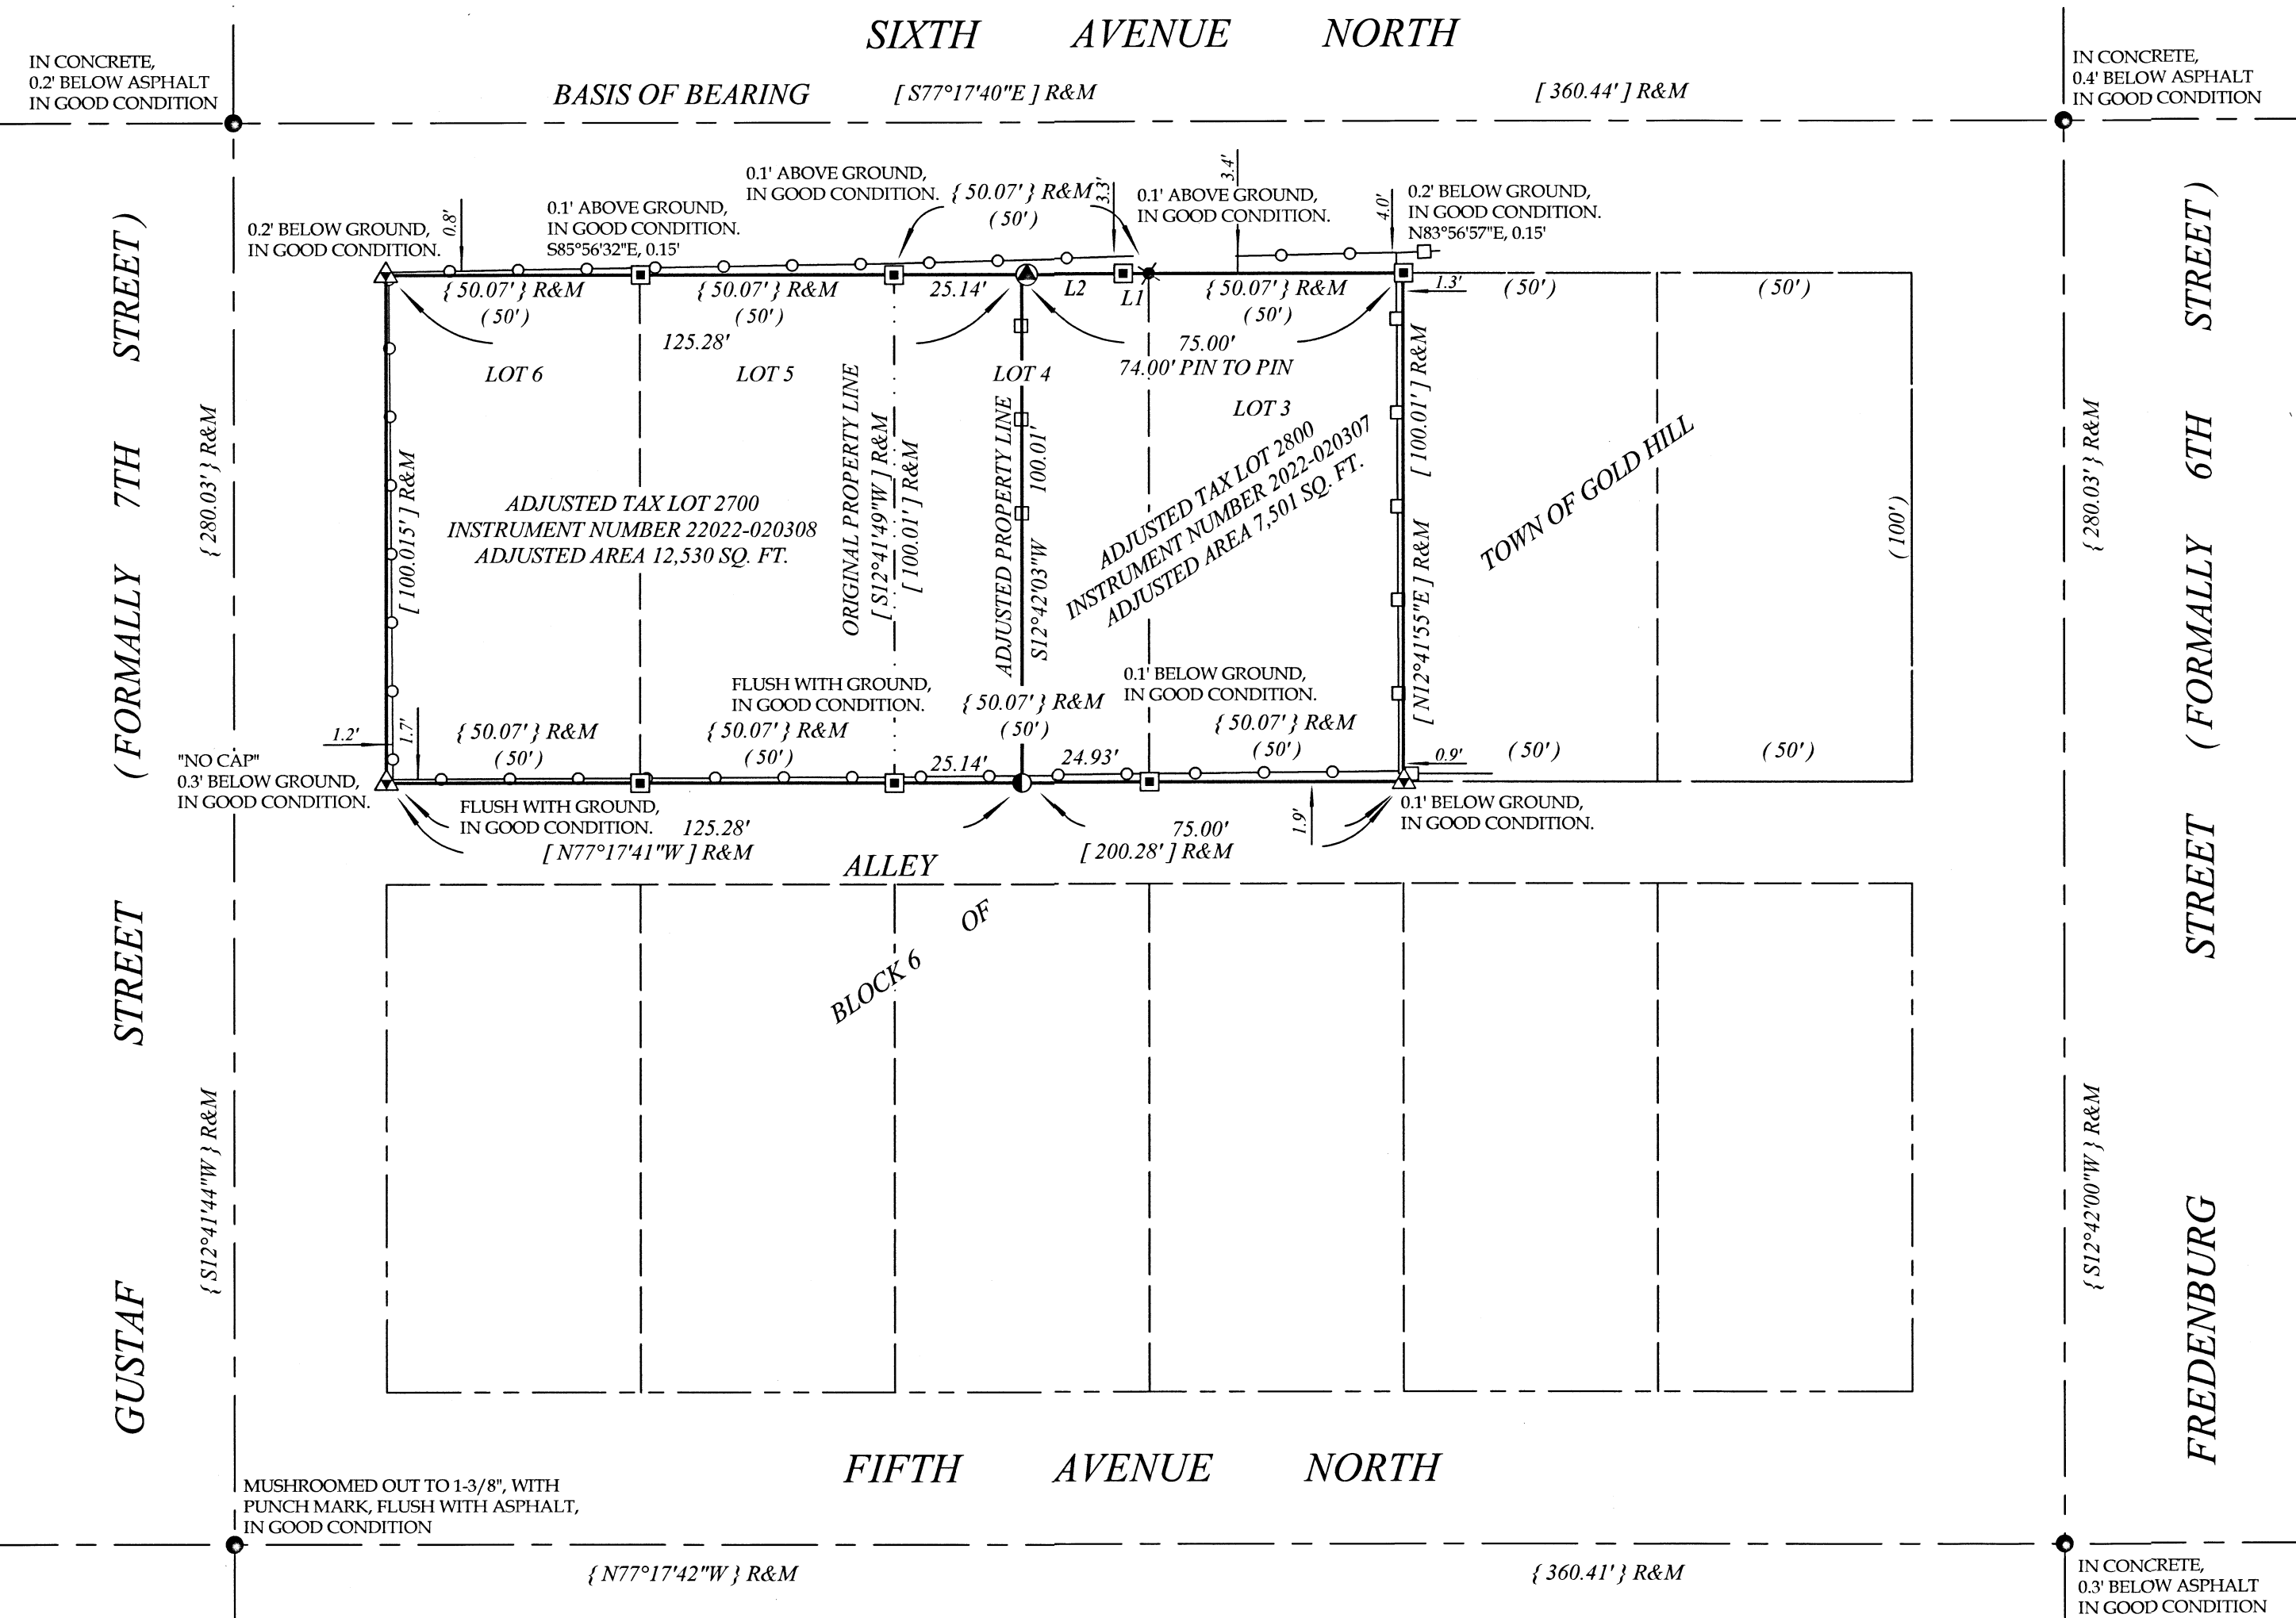 SIXTH AVENUE NORTH
IN CONCRETE,
0.2' BELOW ASPHALT
IN GOOD CONDITION
BASIS OF BEARING
[ S77°17'40"E ] R&M
[ 360.44' ] R&M
IN CONCRETE,
0.4' BELOW ASPHALT
IN GOOD CONDITION
0.2' BELOW GROUND,
IN GOOD CONDITION.
0.8'
0.1' ABOVE GROUND,
IN GOOD CONDITION.
S85°56'32"E, 0.15'
0.1' ABOVE GROUND,
IN GOOD CONDITION.
{ 50.07' } R&M
( 50' )
3.3'
0.1' ABOVE GROUND,
IN GOOD CONDITION.
3.4'
4.0'
0.2' BELOW GROUND,
IN GOOD CONDITION.
N83°56'57"E, 0.15'
{ 50.07' } R&M
( 50' )
{ 50.07' } R&M
( 50' )
25.14'
L2
L1
{ 50.07' } R&M
( 50' )
1.3'
( 50' )
( 50' )
125.28'
75.00'
74.00' PIN TO PIN
LOT 6
LOT 5
LOT 4
LOT 3
ADJUSTED TAX LOT 2700
INSTRUMENT NUMBER 22022-020308
ADJUSTED AREA 12,530 SQ. FT.
[ 100.015' ] R&M
ORIGINAL PROPERTY LINE
[ S12°41'49"W ] R&M
[ 100.01' ] R&M
ADJUSTED PROPERTY LINE
S12°42'03"W 100.01'
ADJUSTED TAX LOT 2800
INSTRUMENT NUMBER 2022-020307
ADJUSTED AREA 7,501 SQ. FT.
[ N12°41'55"E ] R&M [ 100.01' ] R&M
TOWN OF GOLD HILL
( 100' )
GUSTAF STREET ( FORMALLY 7TH STREET )
{ S12°41'44"W } R&M { 280.03' } R&M
{ S12°42'00"W } R&M { 280.03' } R&M
FREDENBURG STREET ( FORMALLY 6TH STREET )
FLUSH WITH GROUND,
IN GOOD CONDITION.
0.1' BELOW GROUND,
IN GOOD CONDITION.
1.2'
1.7'
{ 50.07' } R&M
( 50' )
{ 50.07' } R&M
( 50' )
{ 50.07' } R&M
( 50' )
{ 50.07' } R&M
( 50' )
25.14'
24.93'
0.9'
( 50' )
( 50' )
"NO CAP"
0.3' BELOW GROUND,
IN GOOD CONDITION.
FLUSH WITH GROUND,
IN GOOD CONDITION.
125.28'
[ N77°17'41"W ] R&M
75.00'
[ 200.28' ] R&M
1.9'
0.1' BELOW GROUND,
IN GOOD CONDITION.
ALLEY
BLOCK 6 OF
FIFTH AVENUE NORTH
MUSHROOMED OUT TO 1-3/8", WITH
PUNCH MARK, FLUSH WITH ASPHALT,
IN GOOD CONDITION
{ N77°17'42"W } R&M
{ 360.41' } R&M
IN CONCRETE,
0.3' BELOW ASPHALT
IN GOOD CONDITION